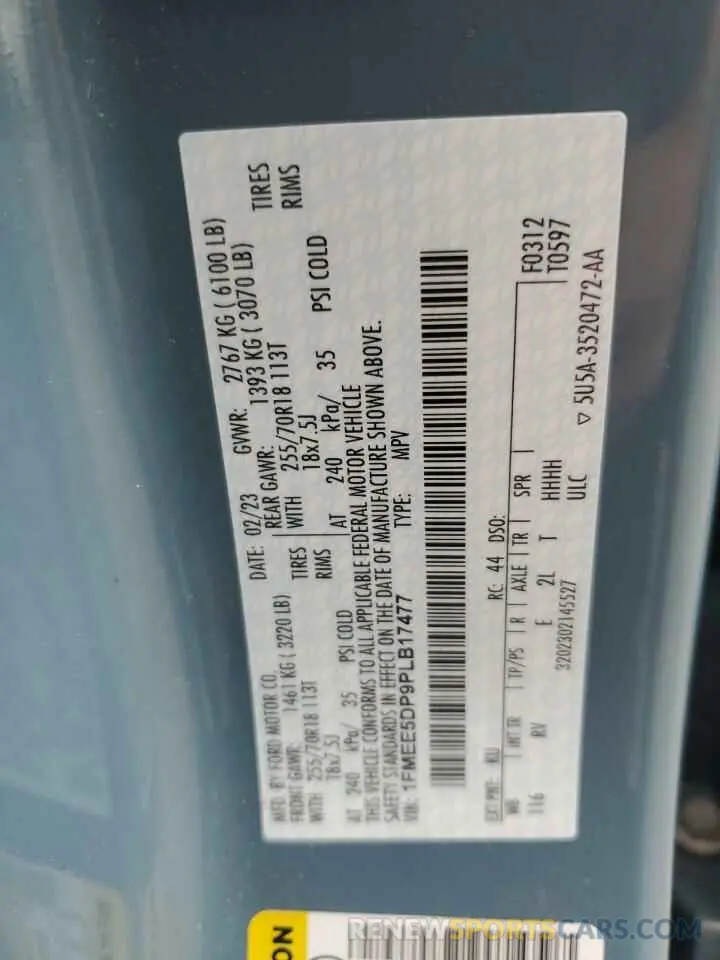 MFD. BY FORD MOTOR CO. DATE: 02/23 GVWR: 2767 KG ( 6100 LB)
FRONT GAWR: 1461 KG ( 3220 LB) REAR GAWR: 1393 KG ( 3070 LB)
WITH 255/70R18 113T TIRES WITH 255/70R18 113T TIRES
18x7.5J RIMS 18x7.5J RIMS
AT 240 kPa/ 35 PSI COLD AT 240 kPa/ 35 PSI COLD
THIS VEHICLE CONFORMS TO ALL APPLICABLE FEDERAL MOTOR VEHICLE
SAFETY STANDARDS IN EFFECT ON THE DATE OF MANUFACTURE SHOWN ABOVE.
VIN: 1FMEE5DP9PLB17477 TYPE: MPV
EXT PNT: KU RC: 44 DSO: F0312
WB INT TR TP/PS R AXLE TR SPR T0597
116 RV E 2L T HHHH
3202302145527 ULC ▽ 5U5A-3520472-AA
ON
RENEWSPORTSCARS.COM